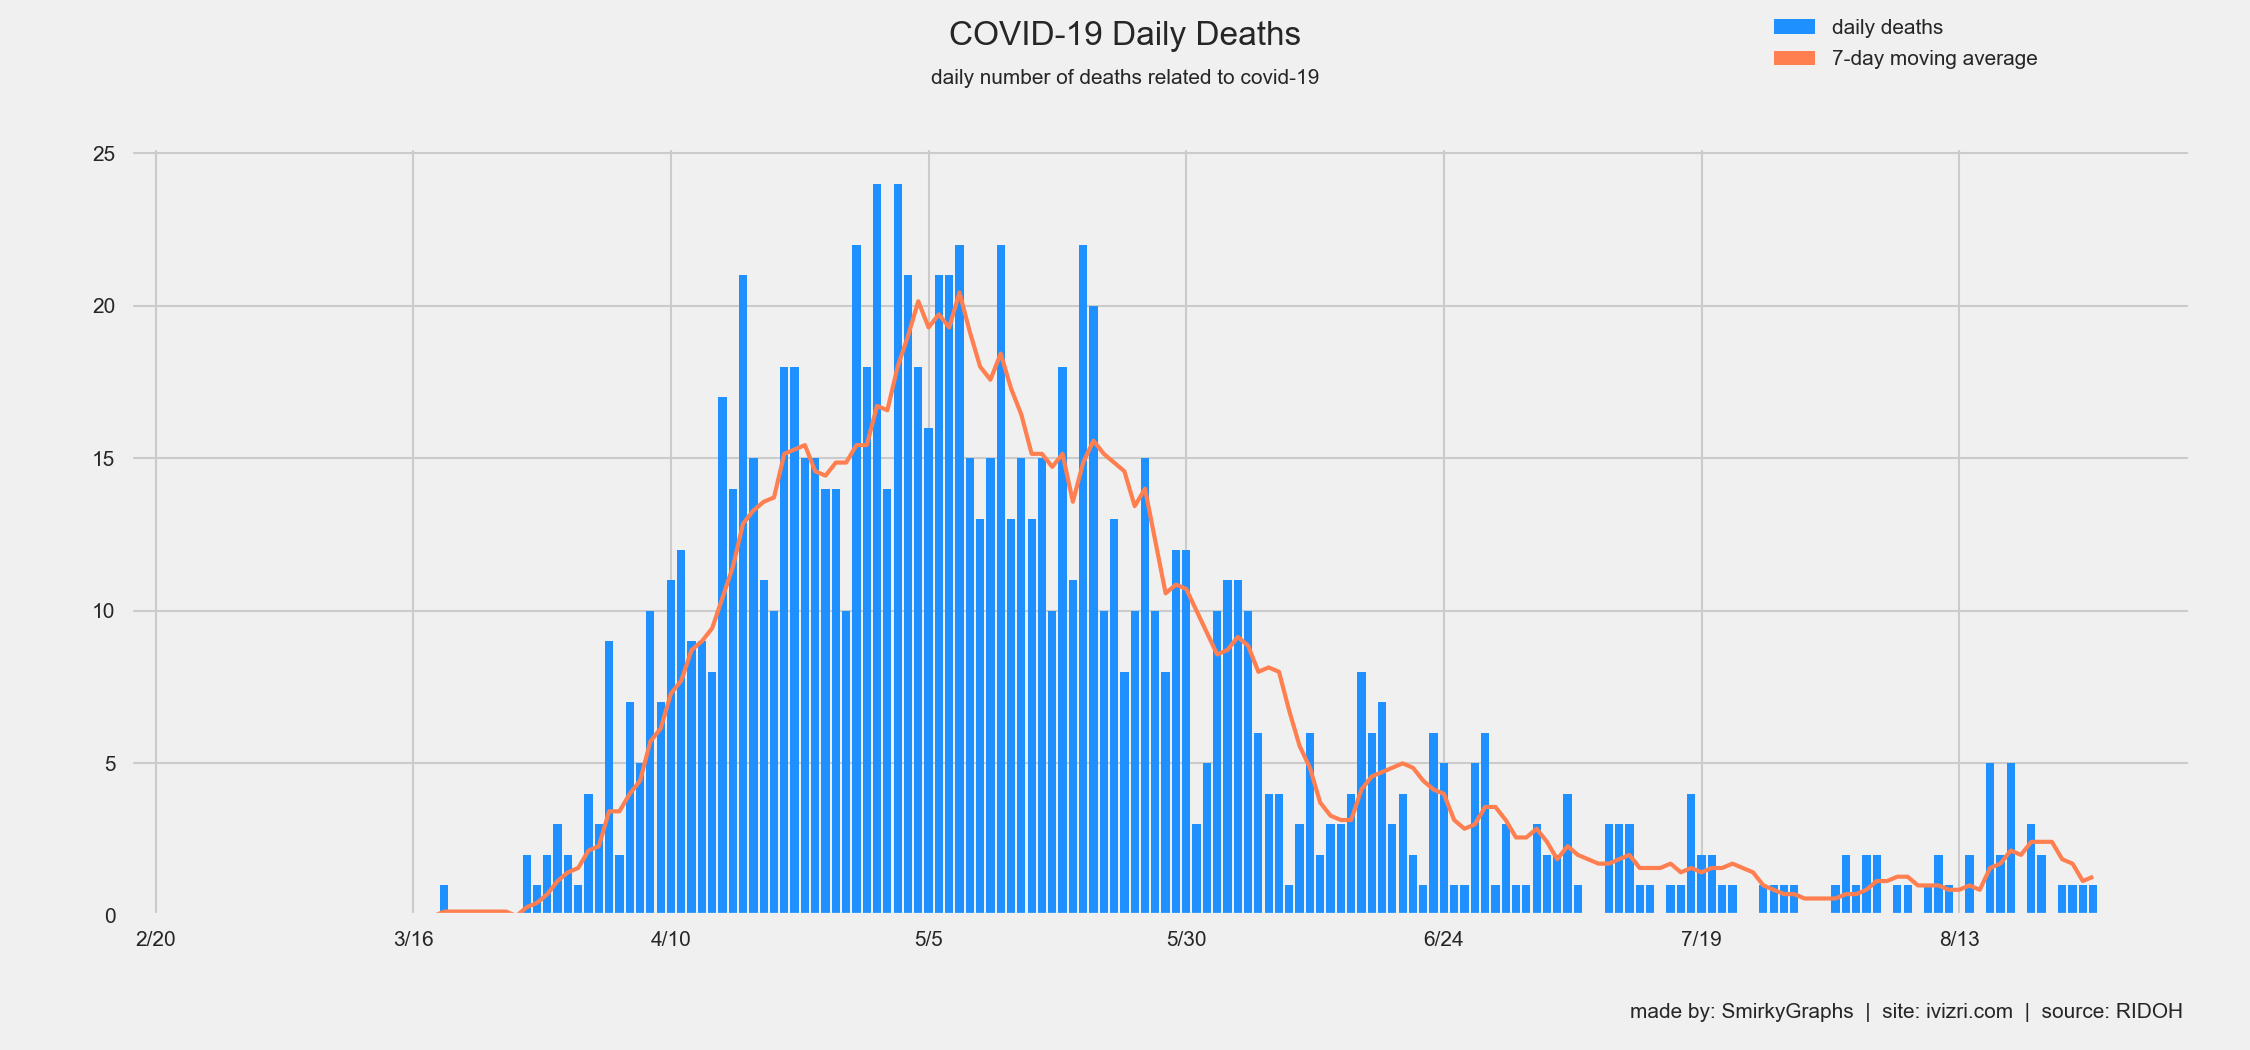 COVID-19 Daily Deaths
daily number of deaths related to covid-19
daily deaths
7-day moving average
25
20
15
10
5
0
2/20 3/16 4/10 5/5 5/30 6/24 7/19 8/13
made by: SmirkyGraphs | site: ivizri.com | source: RIDOH